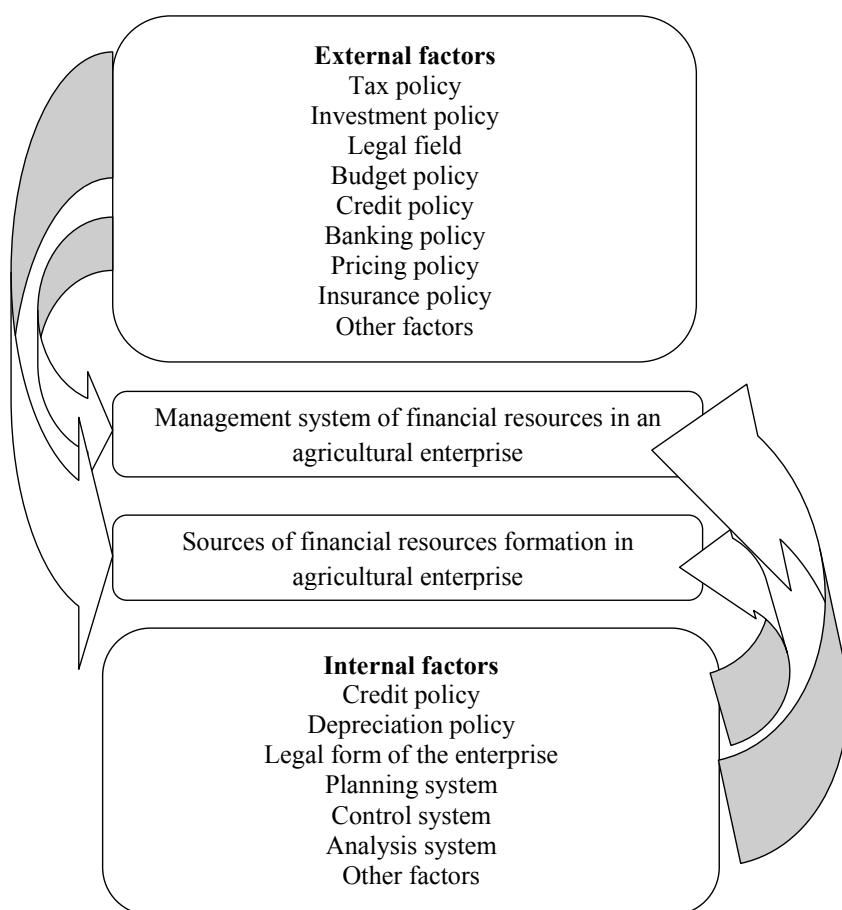 External factors
Tax policy
Investment policy
Legal field
Budget policy
Credit policy
Banking policy
Pricing policy
Insurance policy
Other factors
Management system of financial resources in an
agricultural enterprise
Sources of financial resources formation in
agricultural enterprise
Internal factors
Credit policy
Depreciation policy
Legal form of the enterprise
Planning system
Control system
Analysis system
Other factors